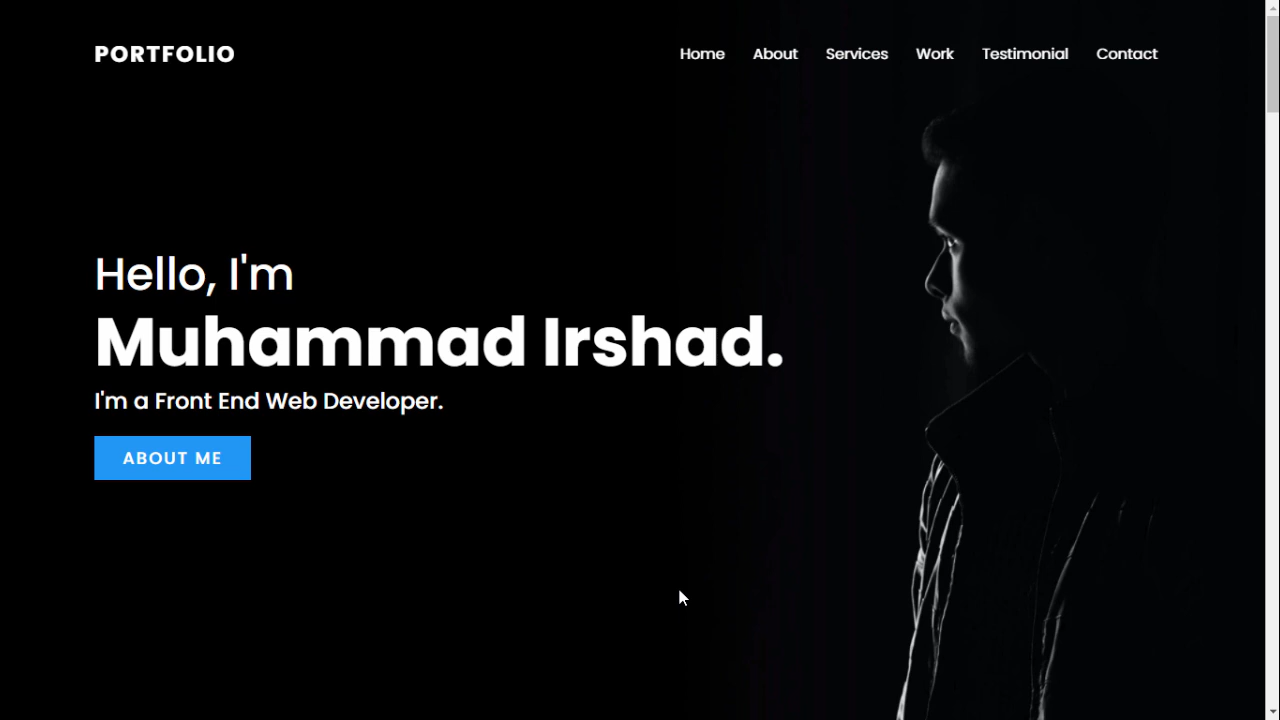 PORTFOLIO
Home About Services Work Testimonial Contact
Hello, I'm
Muhammad Irshad.
I'm a Front End Web Developer.
ABOUT ME